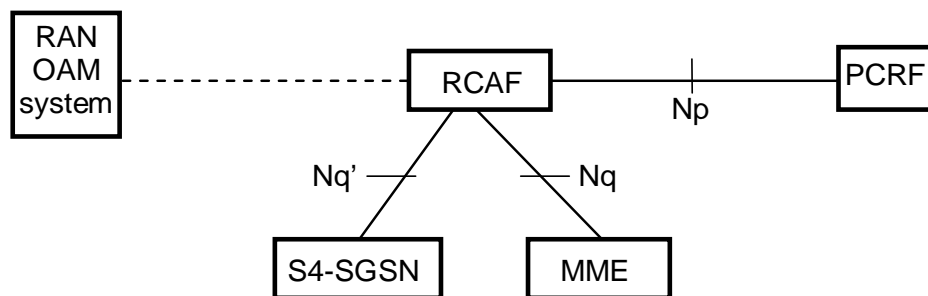 RAN
OAM
system
RCAF
PCRF
Np
Nq’
Nq
S4-SGSN
MME